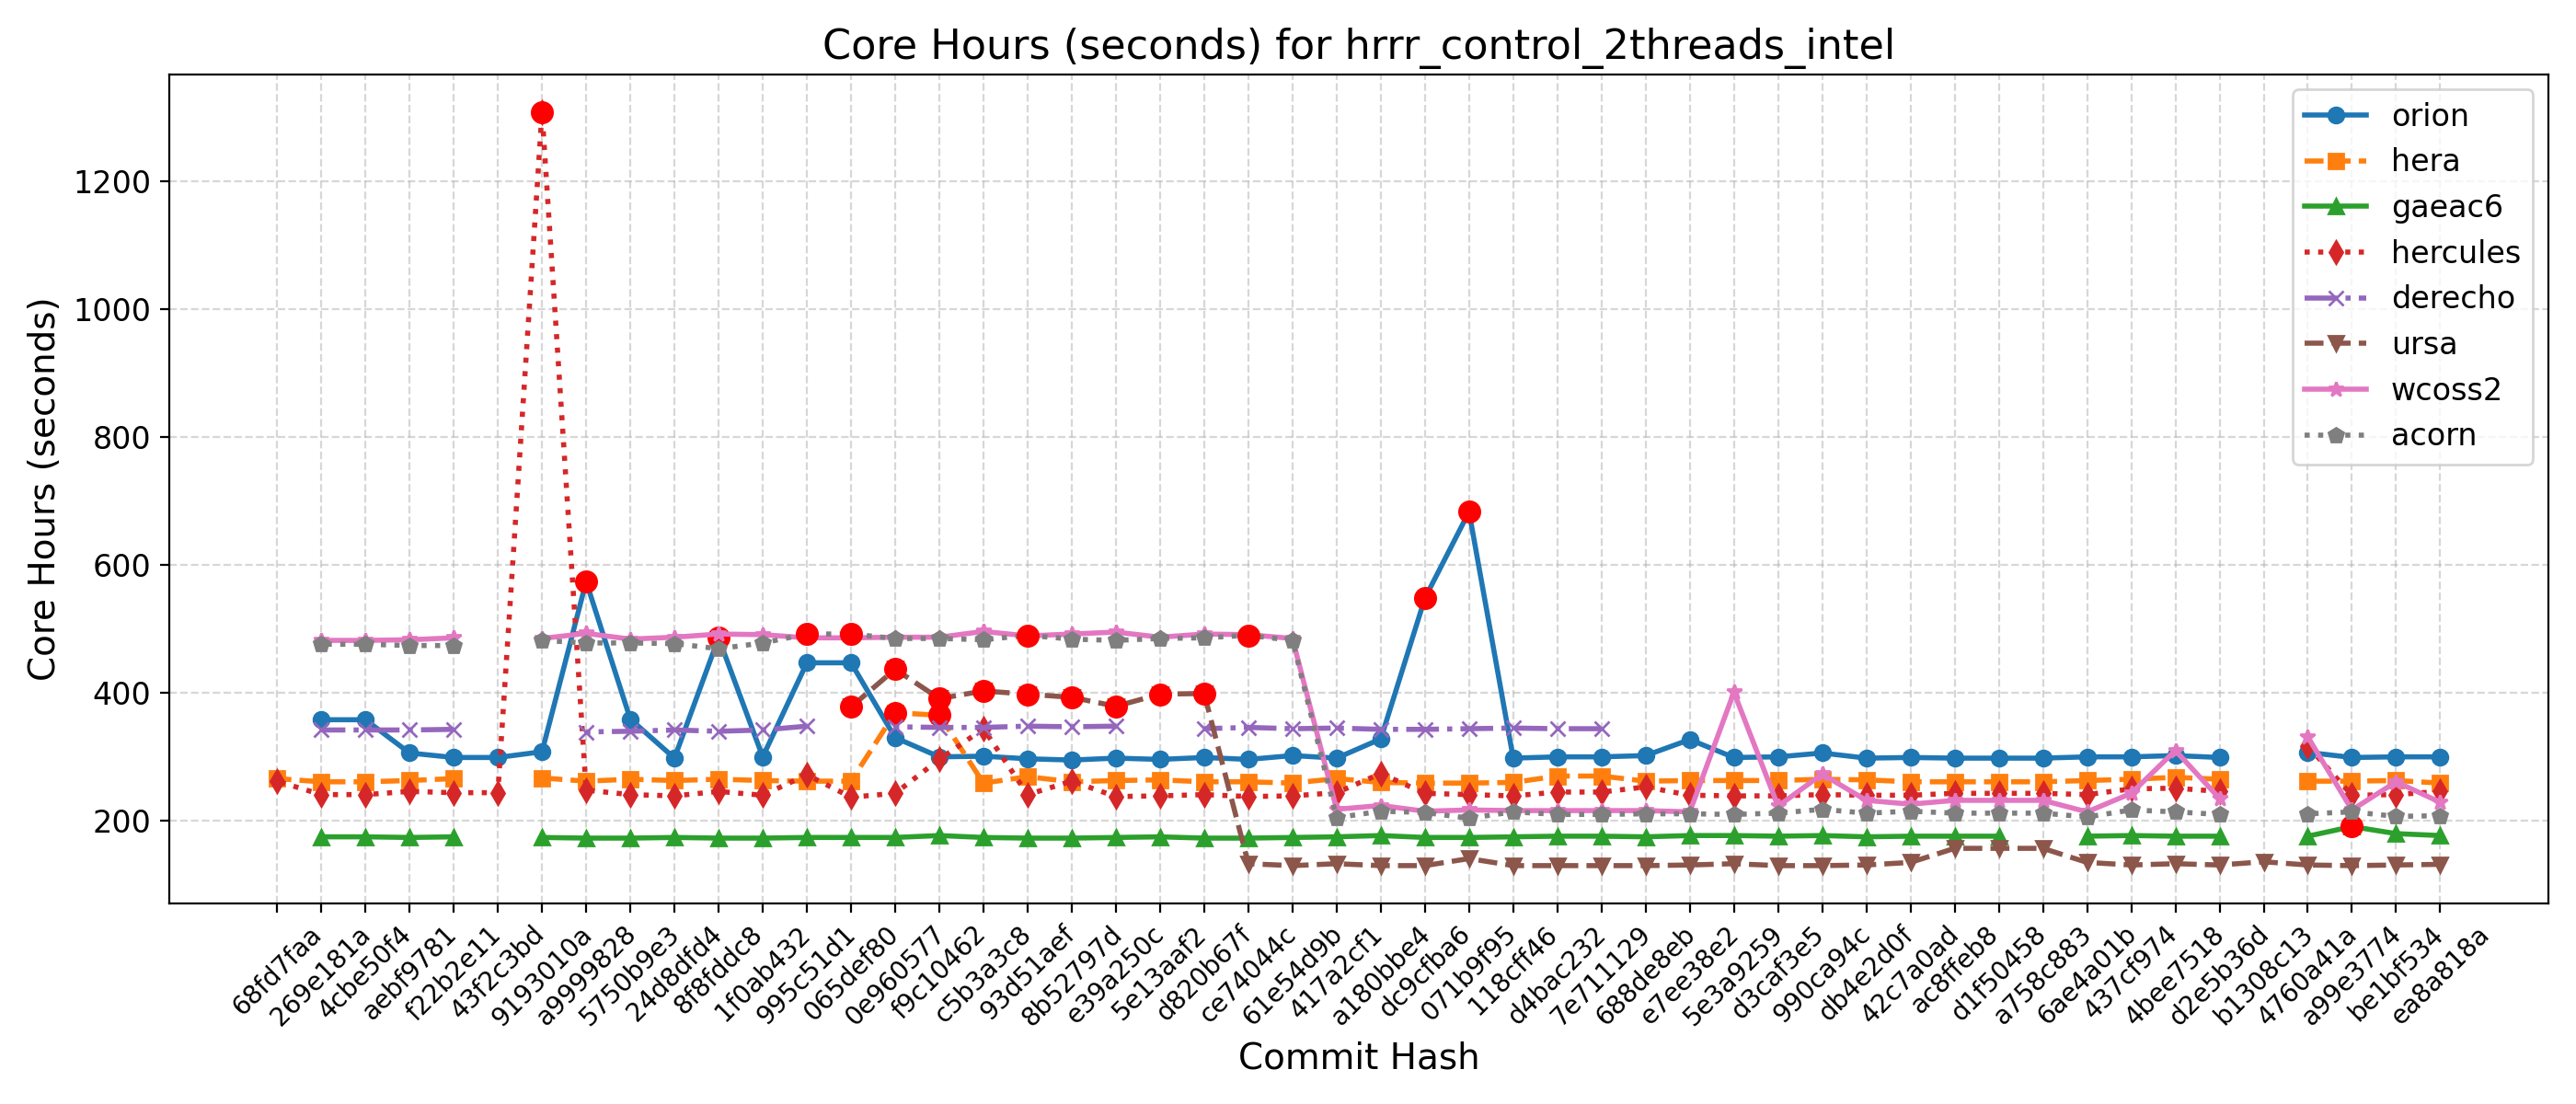 Core Hours (seconds) for hrrr_control_2threads_intel
Core Hours (seconds)
1200
1000
800
600
400
200
orion
hera
gaeac6
hercules
derecho
ursa
wcoss2
acorn
68fd7faa
269e181a
4cbe50f4
aebf9781
f22b2e11
43f2c3bd
9193010a
a9999828
5750b9e3
24d8dfd4
8f8fddc8
1f0ab432
995c51d1
065def80
0e960577
f9c10462
c5b3a3c8
93d51aef
8b52797d
e39a250c
5e13aaf2
d820b67f
ce74044c
61e54d9b
417a2cf1
a180bbe4
dc9cfba6
071b9f95
118cff46
d4bac232
7e711129
688de8eb
e7ee38e2
5e3a9259
d3caf3e5
990ca94c
db4e2d0f
42c7a0ad
ac8ffeb8
d1f50458
a758c883
6ae4a01b
437cf974
4bee7518
d2e5b36d
b1308c13
4760a41a
a99e3774
be1bf534
ea8a818a
Commit Hash